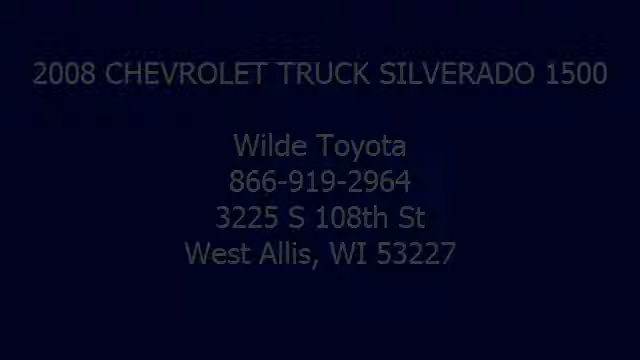 2008 CHEVROLET TRUCK SILVERADO 1500
Wilde Toyota
866-919-2964
3225 S 108th St
West Allis, WI 53227